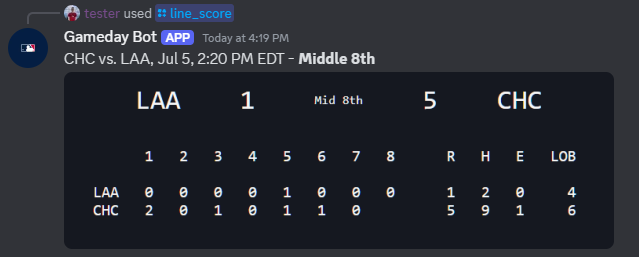 tester used line_score
Gameday Bot APP Today at 4:19 PM
CHC vs. LAA, Jul 5, 2:20 PM EDT - Middle 8th
LAA 1 Mid 8th 5 CHC
1 2 3 4 5 6 7 8 R H E LOB
LAA 0 0 0 0 1 0 0 0 1 2 0 4
CHC 2 0 1 0 1 1 0 5 9 1 6